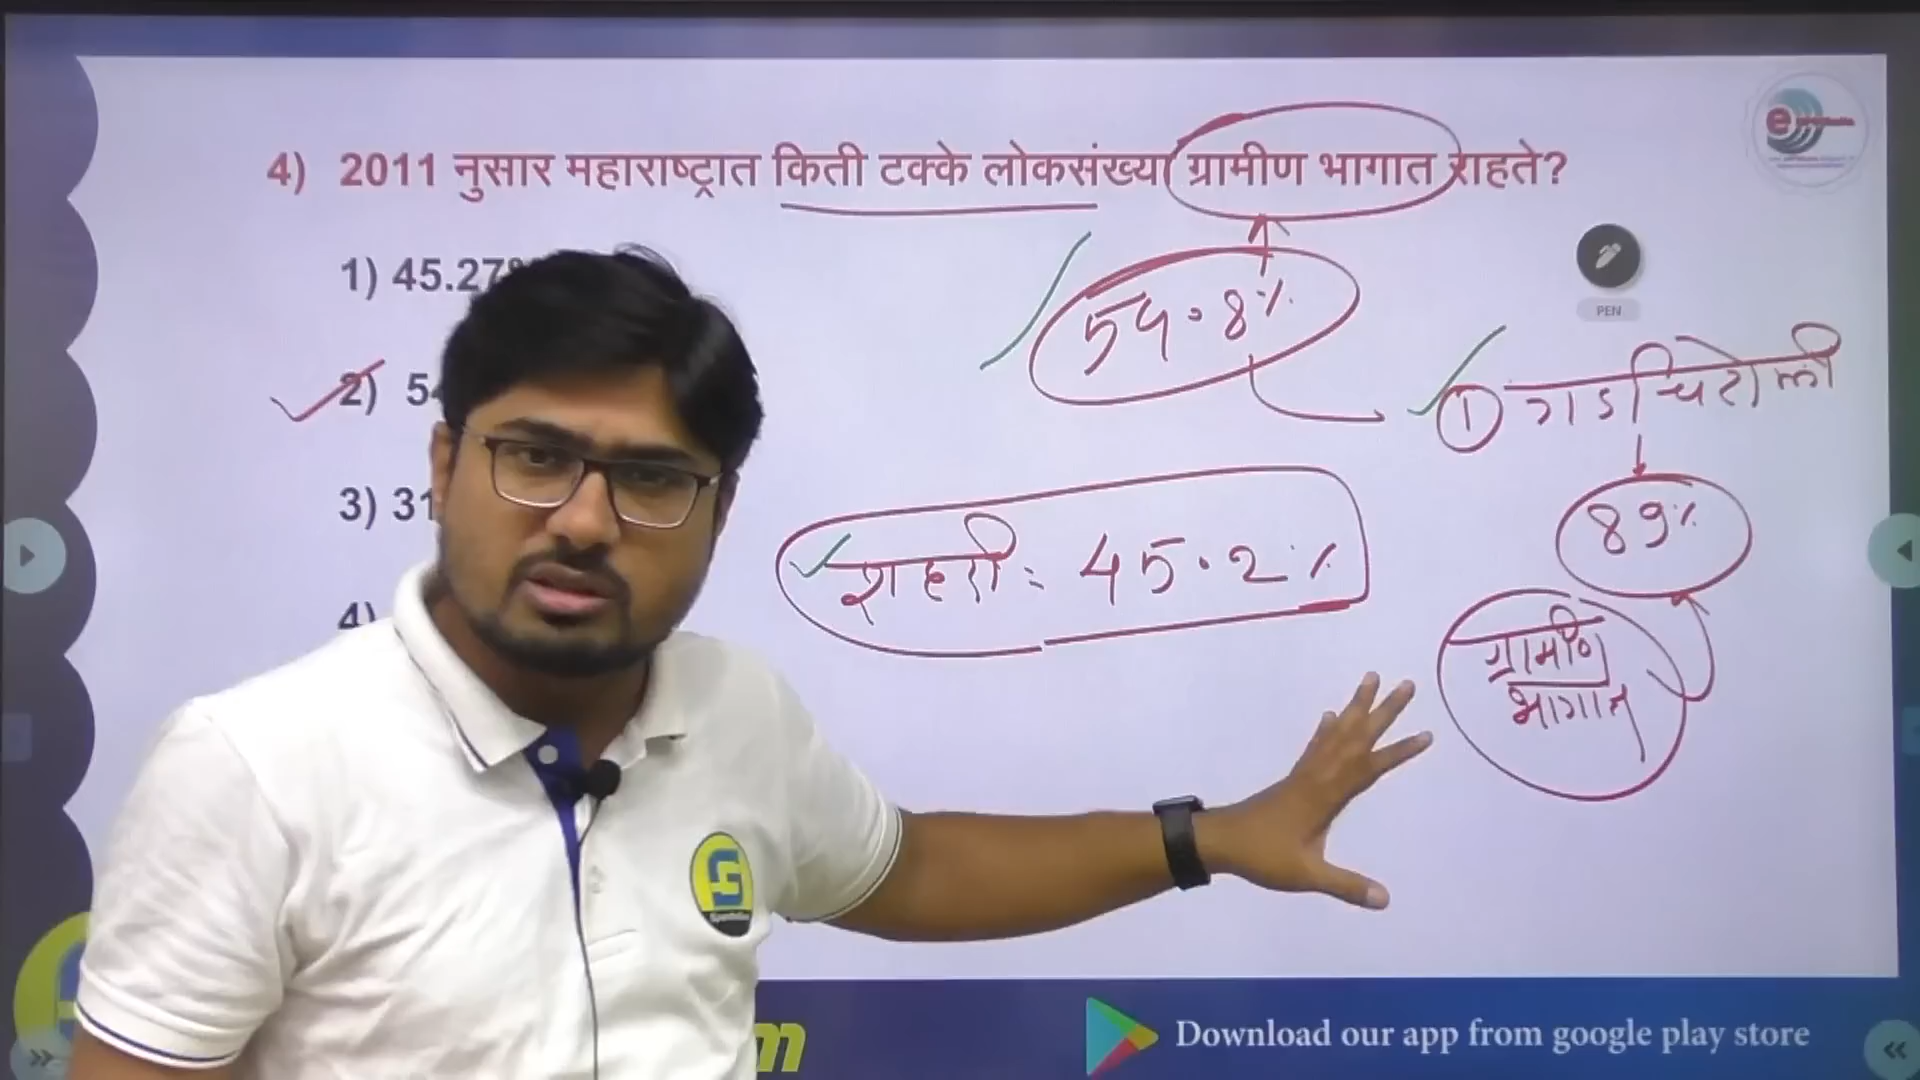 4) 2011 नुसार महाराष्ट्रात किती टक्के लोकसंख्या ग्रामीण भागात राहते?
1) 45.27%
2) 54
3) 31
4)
54.8%
शहरी: 45.2%
① गडचिरोली
89%
ग्रामीण
भागात
PEN
e
Download our app from google play store